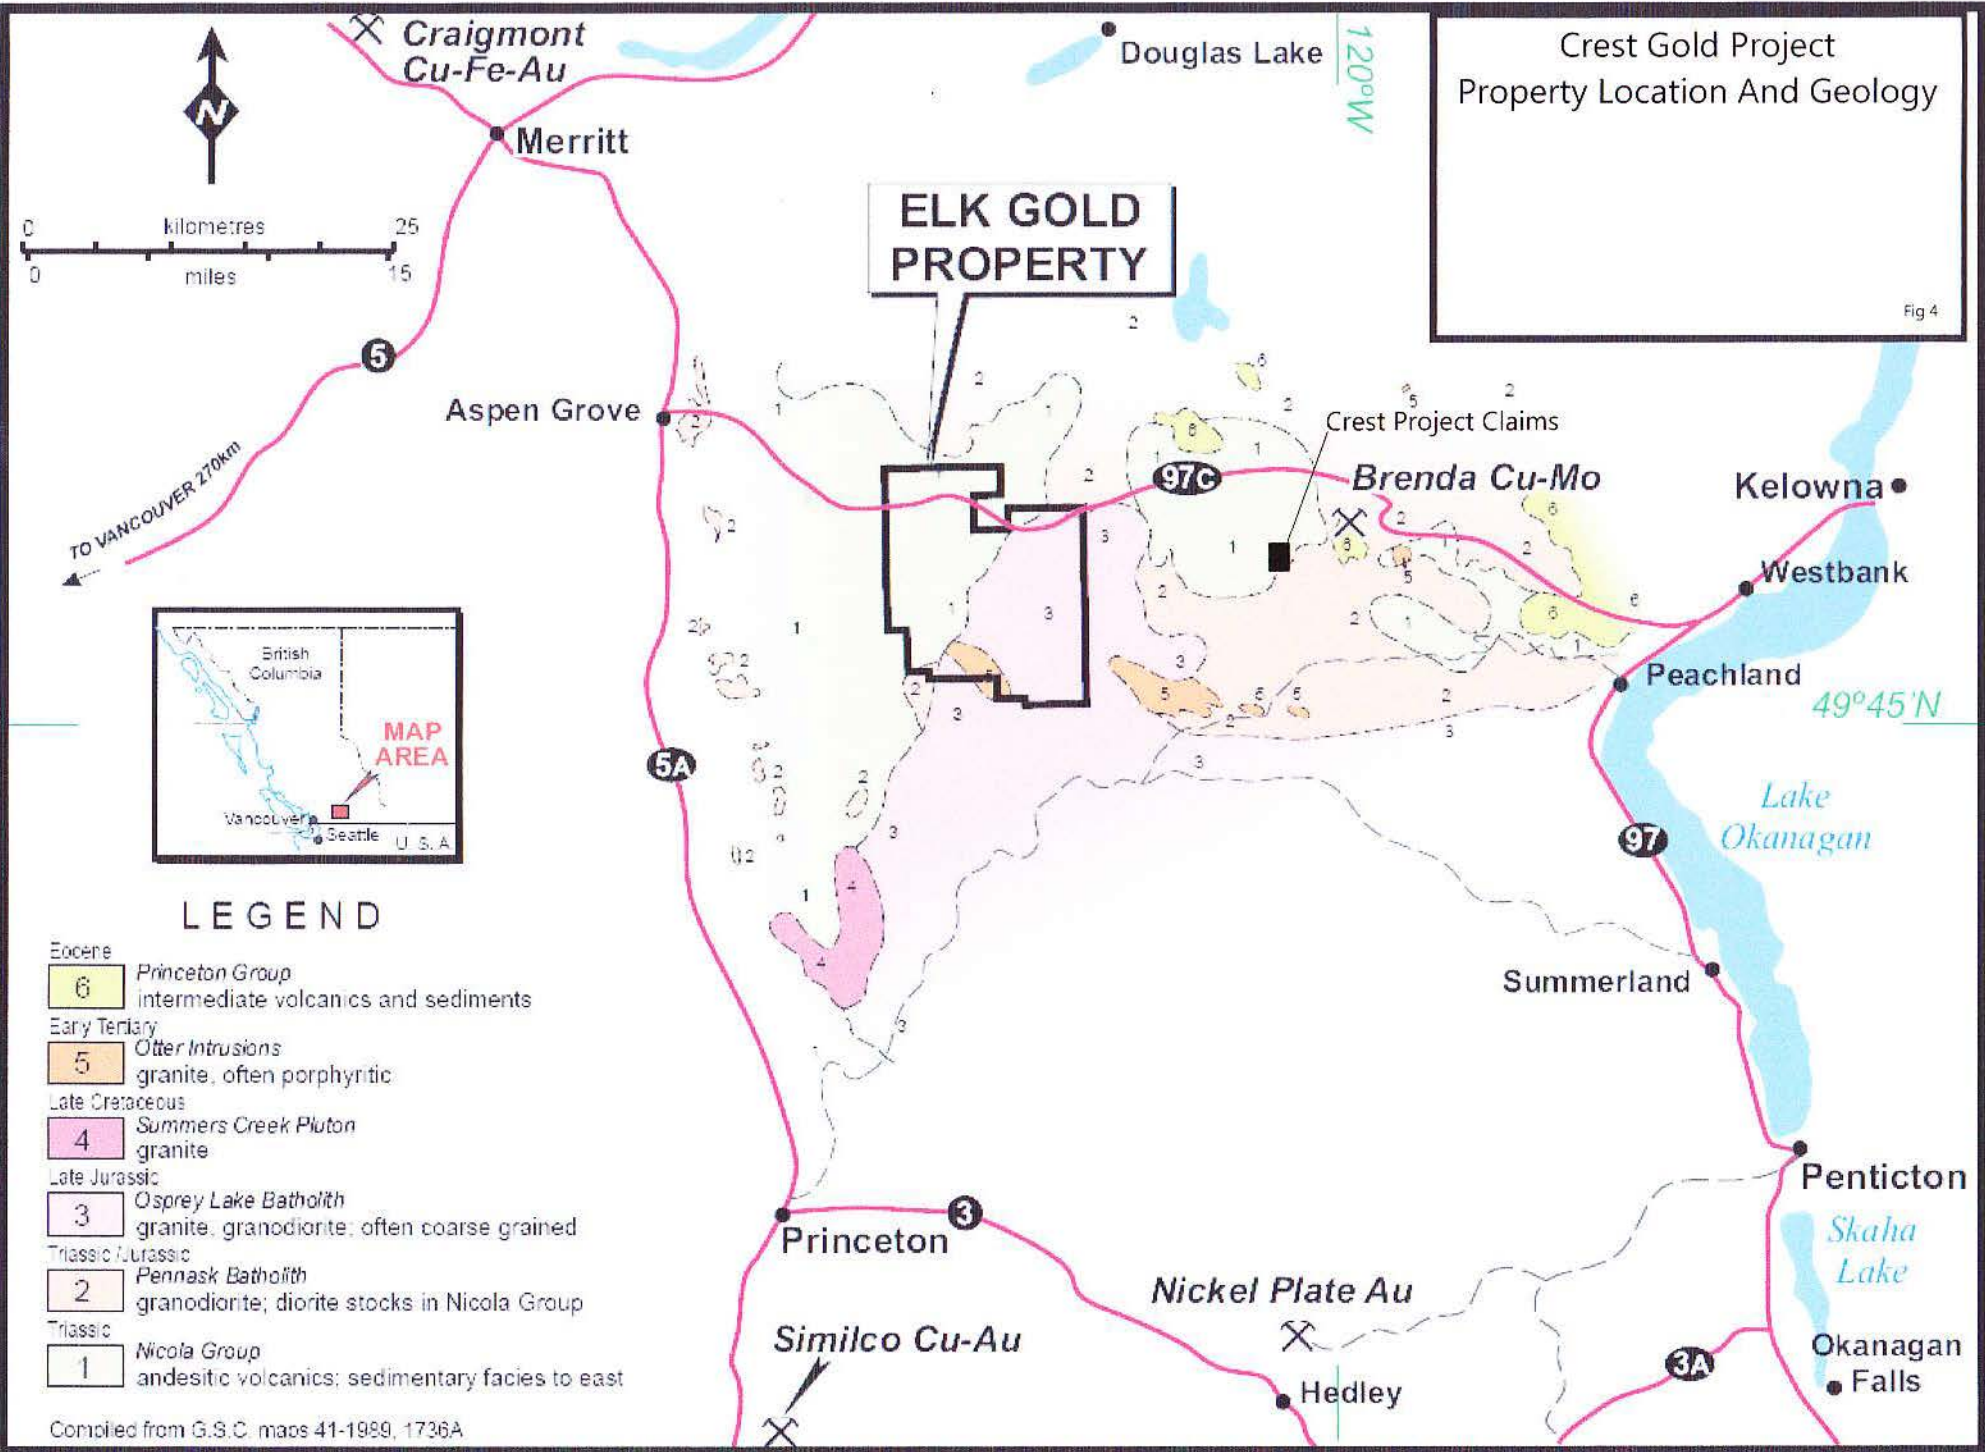 Craigmont
Cu-Fe-Au
Douglas Lake
120°W
Crest Gold Project
Property Location And Geology
Fig 4
N
Merritt
0 kilometres 25
0 miles 15
ELK GOLD
PROPERTY
5
Aspen Grove
TO VANCOUVER 270km
Crest Project Claims
97C
Brenda Cu-Mo
Kelowna
Westbank
Peachland
49°45'N
British
Columbia
MAP
AREA
Vancouver
Seattle
U.S.A
5A
Lake
Okanagan
97
Summerland
Penticton
Skaha
Lake
Princeton
3
Nickel Plate Au
Similco Cu-Au
Hedley
3A
Okanagan
Falls
LEGEND
Eocene
6 Princeton Group
intermediate volcanics and sediments
Early Tertiary
5 Otter Intrusions
granite, often porphyritic
Late Cretaceous
4 Summers Creek Pluton
granite
Late Jurassic
3 Osprey Lake Batholith
granite, granodiorite; often coarse grained
Triassic/Jurassic
2 Pennask Batholith
granodiorite; diorite stocks in Nicola Group
Triassic
1 Nicola Group
andesitic volcanics; sedimentary facies to east
Compiled from G.S.C. maps 41-1989, 1736A